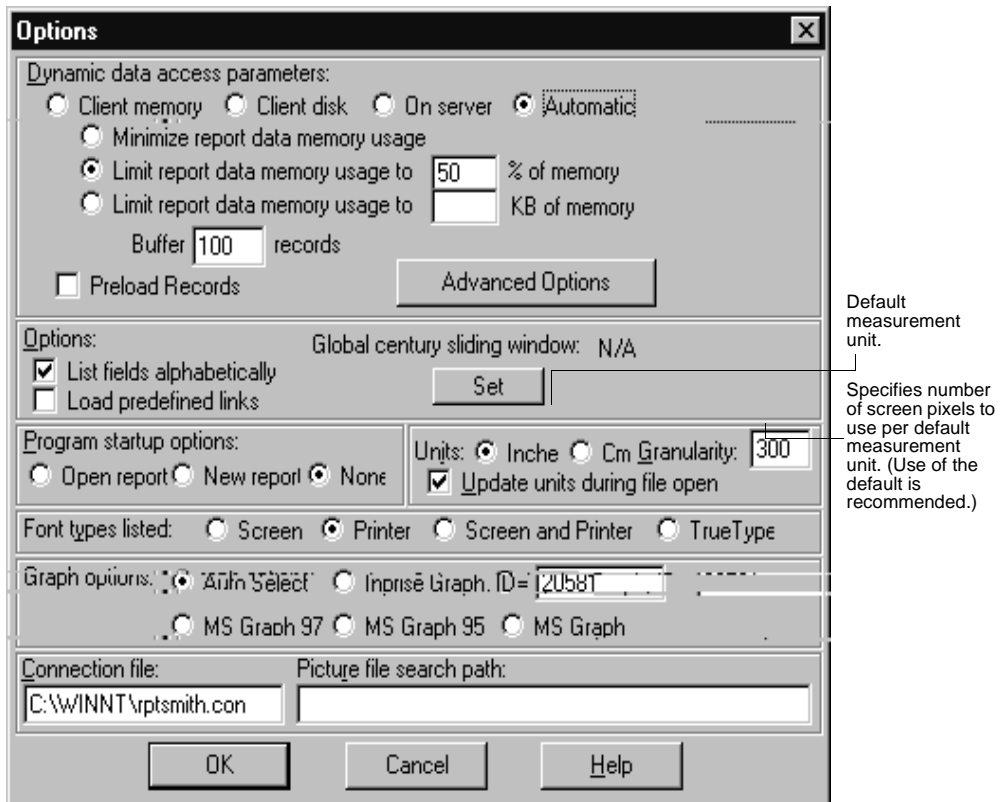 Options
Dynamic data access parameters:
Client memory Client disk On server Automatic
Minimize report data memory usage
Limit report data memory usage to 50 % of memory
Limit report data memory usage to KB of memory
Buffer 100 records
Preload Records Advanced Options
Options: Global century sliding window: N/A
List fields alphabetically
Set
Load predefined links
Program startup options:
Open report New report None
Units: Inche Cm Granularity: 300
Update units during file open
Font types listed: Screen Printer Screen and Printer TrueType
Graph options: Auto Select Inprise Graph. ID= 20581
MS Graph 97 MS Graph 95 MS Graph
Connection file: Picture file search path:
C:\WINNT\rptsmith.con
OK Cancel Help
Default
measurement
unit.
Specifies number
of screen pixels to
use per default
measurement
unit. (Use of the
default is
recommended.)